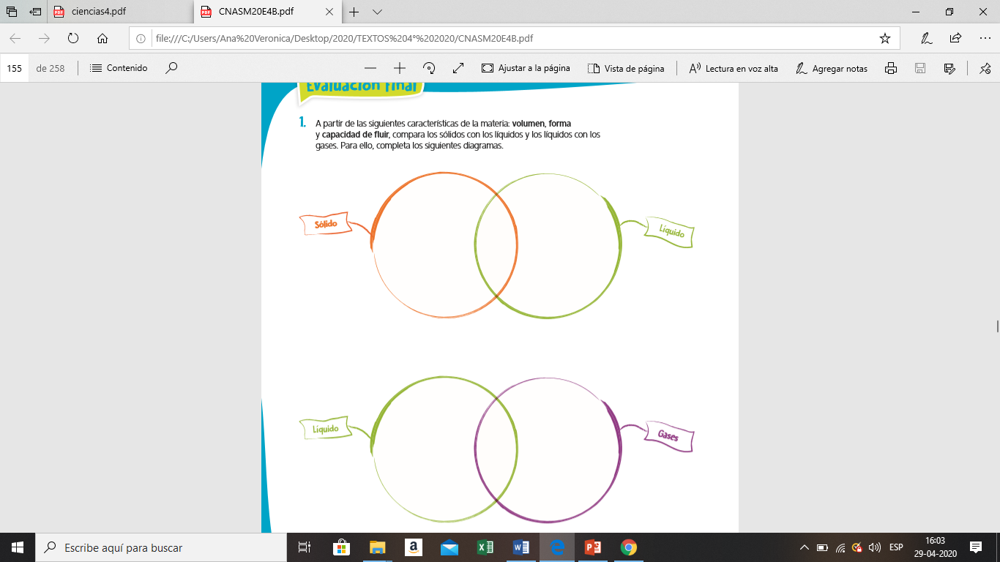 ciencias4.pdf
CNASM20E4B.pdf
file:///C:/Users/Ana%20Veronica/Desktop/2020/TEXTOS%204°%202020/CNASM20E4B.pdf
155 de 258
Contenido
Ajustar a la página
Vista de página
Lectura en voz alta
Agregar notas
Evaluación final
1. A partir de las siguientes características de la materia: volumen, forma
y capacidad de fluir, compara los sólidos con los líquidos y los líquidos con los
gases. Para ello, completa los siguientes diagramas.
Sólido
Líquido
Líquido
Gases
Escribe aquí para buscar
ESP
16:03
29-04-2020